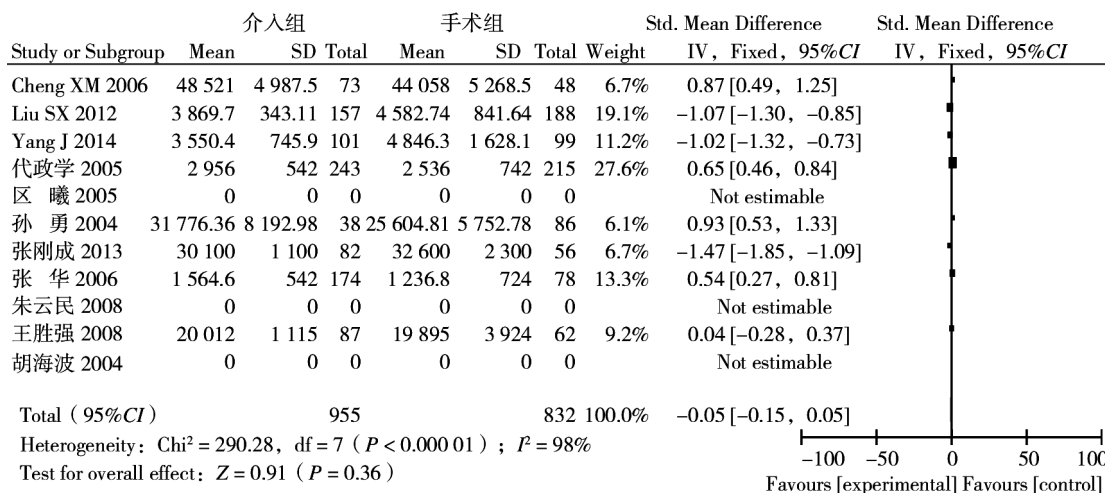 介入组 手术组 Std. Mean Difference Std. Mean Difference
Study or Subgroup Mean SD Total Mean SD Total Weight IV, Fixed, 95%CI IV, Fixed, 95%CI
Cheng XM 2006 48 521 4 987.5 73 44 058 5 268.5 48 6.7% 0.87 [0.49, 1.25]
Liu SX 2012 3 869.7 343.11 157 4 582.74 841.64 188 19.1% -1.07 [-1.30, -0.85]
Yang J 2014 3 550.4 745.9 101 4 846.3 1 628.1 99 11.2% -1.02 [-1.32, -0.73]
代政学 2005 2 956 542 243 2 536 742 215 27.6% 0.65 [0.46, 0.84]
区 曦 2005 0 0 0 0 0 0 Not estimable
孙 勇 2004 31 776.36 8 192.98 38 25 604.81 5 752.78 86 6.1% 0.93 [0.53, 1.33]
张刚成 2013 30 100 1 100 82 32 600 2 300 56 6.7% -1.47 [-1.85, -1.09]
张 华 2006 1 564.6 542 174 1 236.8 724 78 13.3% 0.54 [0.27, 0.81]
朱云民 2008 0 0 0 0 0 0 Not estimable
王胜强 2008 20 012 1 115 87 19 895 3 924 62 9.2% 0.04 [-0.28, 0.37]
胡海波 2004 0 0 0 0 0 0 Not estimable
Total (95%CI) 955 832 100.0% -0.05 [-0.15, 0.05]
Heterogeneity: Chi² = 290.28, df = 7 (P < 0.000 01); I² = 98%
Test for overall effect: Z = 0.91 (P = 0.36)
-100 -50 0 50 100
Favours [experimental] Favours [control]